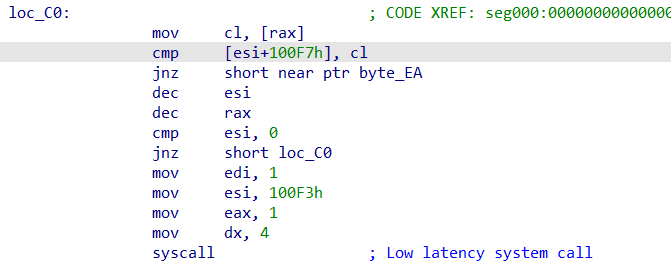 loc_C0: ; CODE XREF: seg000:0000000000000
mov cl, [rax]
cmp [esi+100F7h], cl
jnz short near ptr byte_EA
dec esi
dec rax
cmp esi, 0
jnz short loc_C0
mov edi, 1
mov esi, 100F3h
mov eax, 1
mov dx, 4
syscall ; Low latency system call